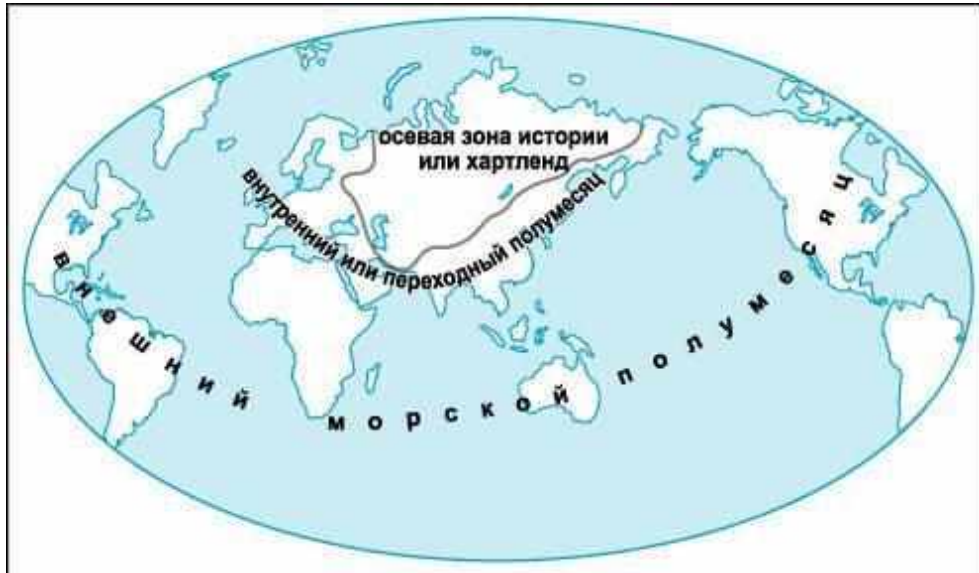 осевая зона истории
или хартленд
внутренний или переходный полумесяц
внешний морской полумесяц